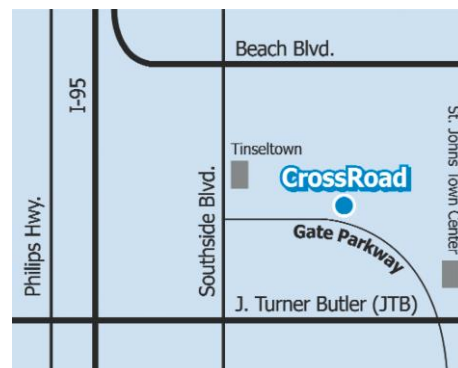 Beach Blvd.
I-95
Tinseltown
CrossRoad
St. Johns Town Center
Philips Hwy.
Southside Blvd.
Gate Parkway
J. Turner Butler (JTB)